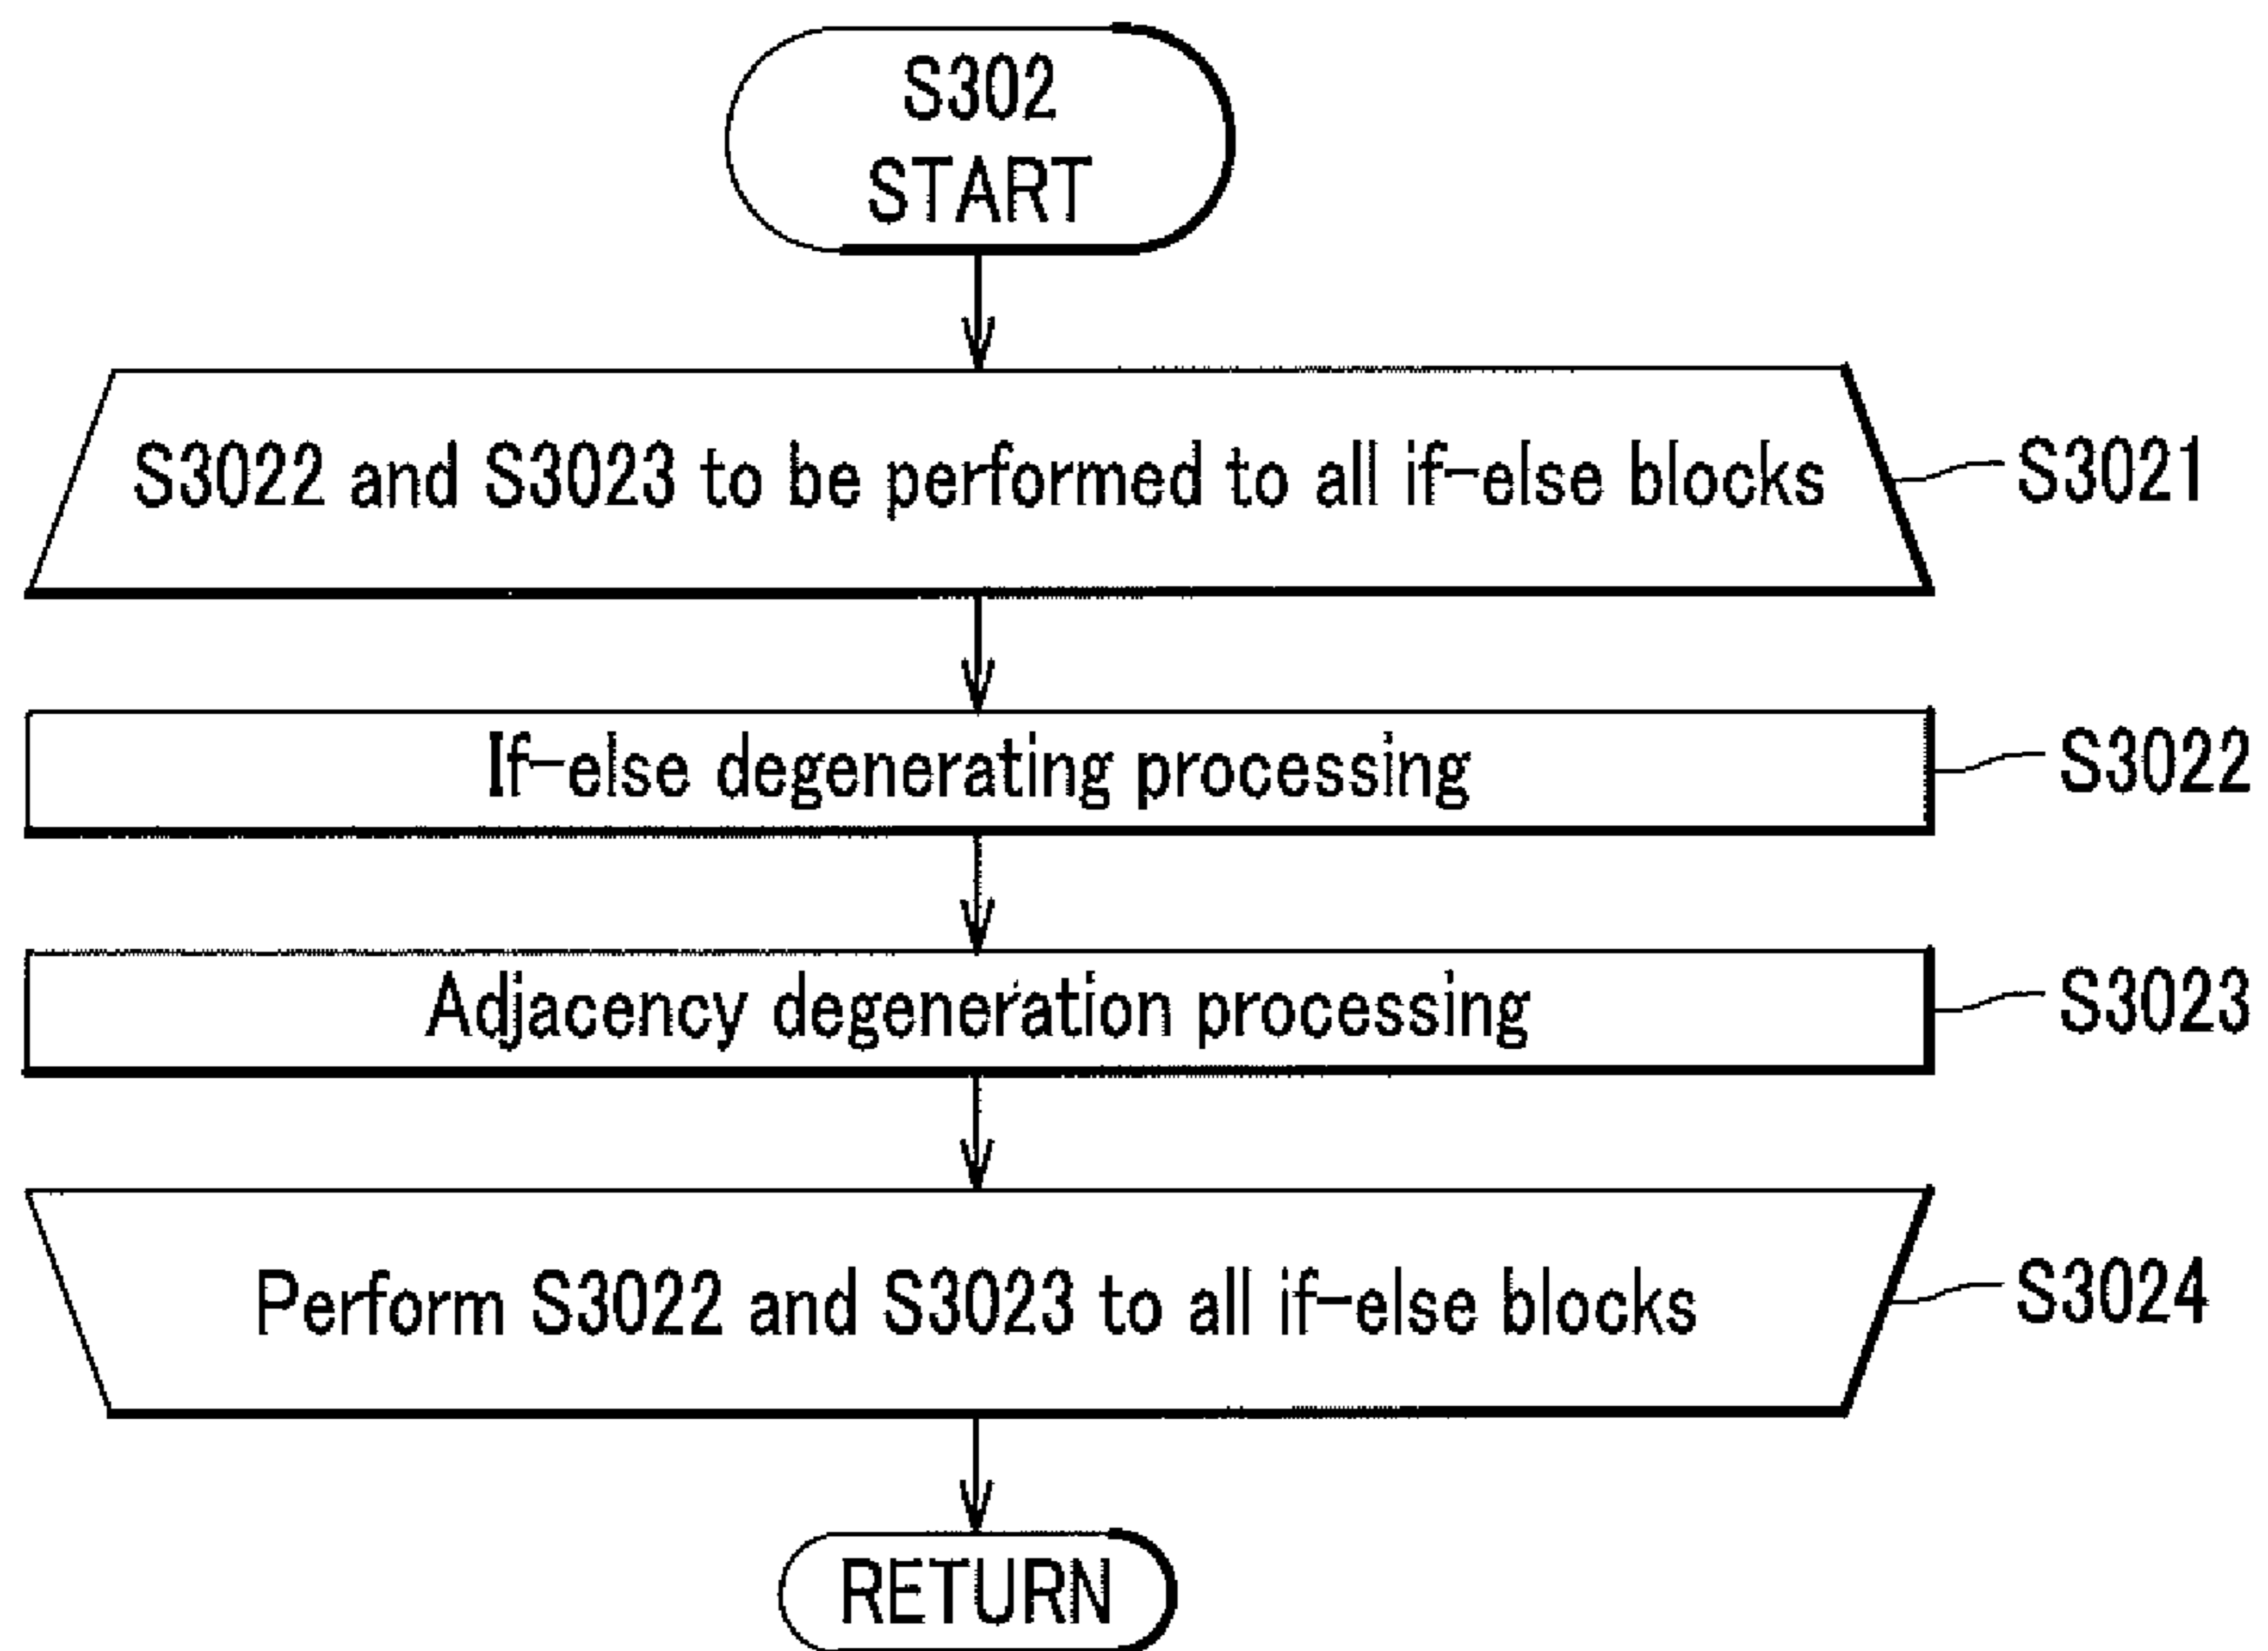 S302
START
S3022 and S3023 to be performed to all if-else blocks
S3021
If-else degenerating processing
S3022
Adjacency degeneration processing
S3023
Perform S3022 and S3023 to all if-else blocks
S3024
RETURN